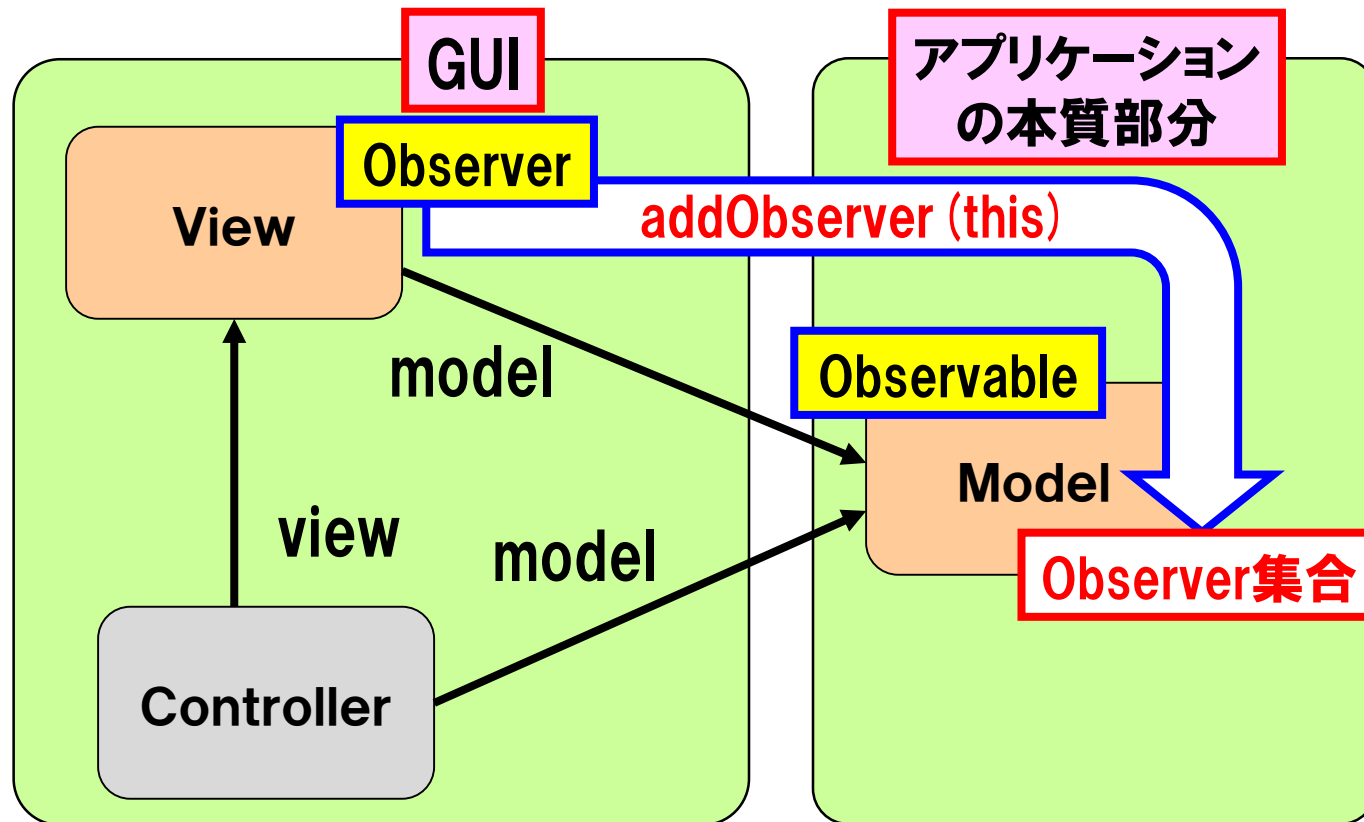 GUI
アプリケーション
の本質部分
Observer
View
addObserver (this)
model
Observable
Model
view
model
Observer集合
Controller